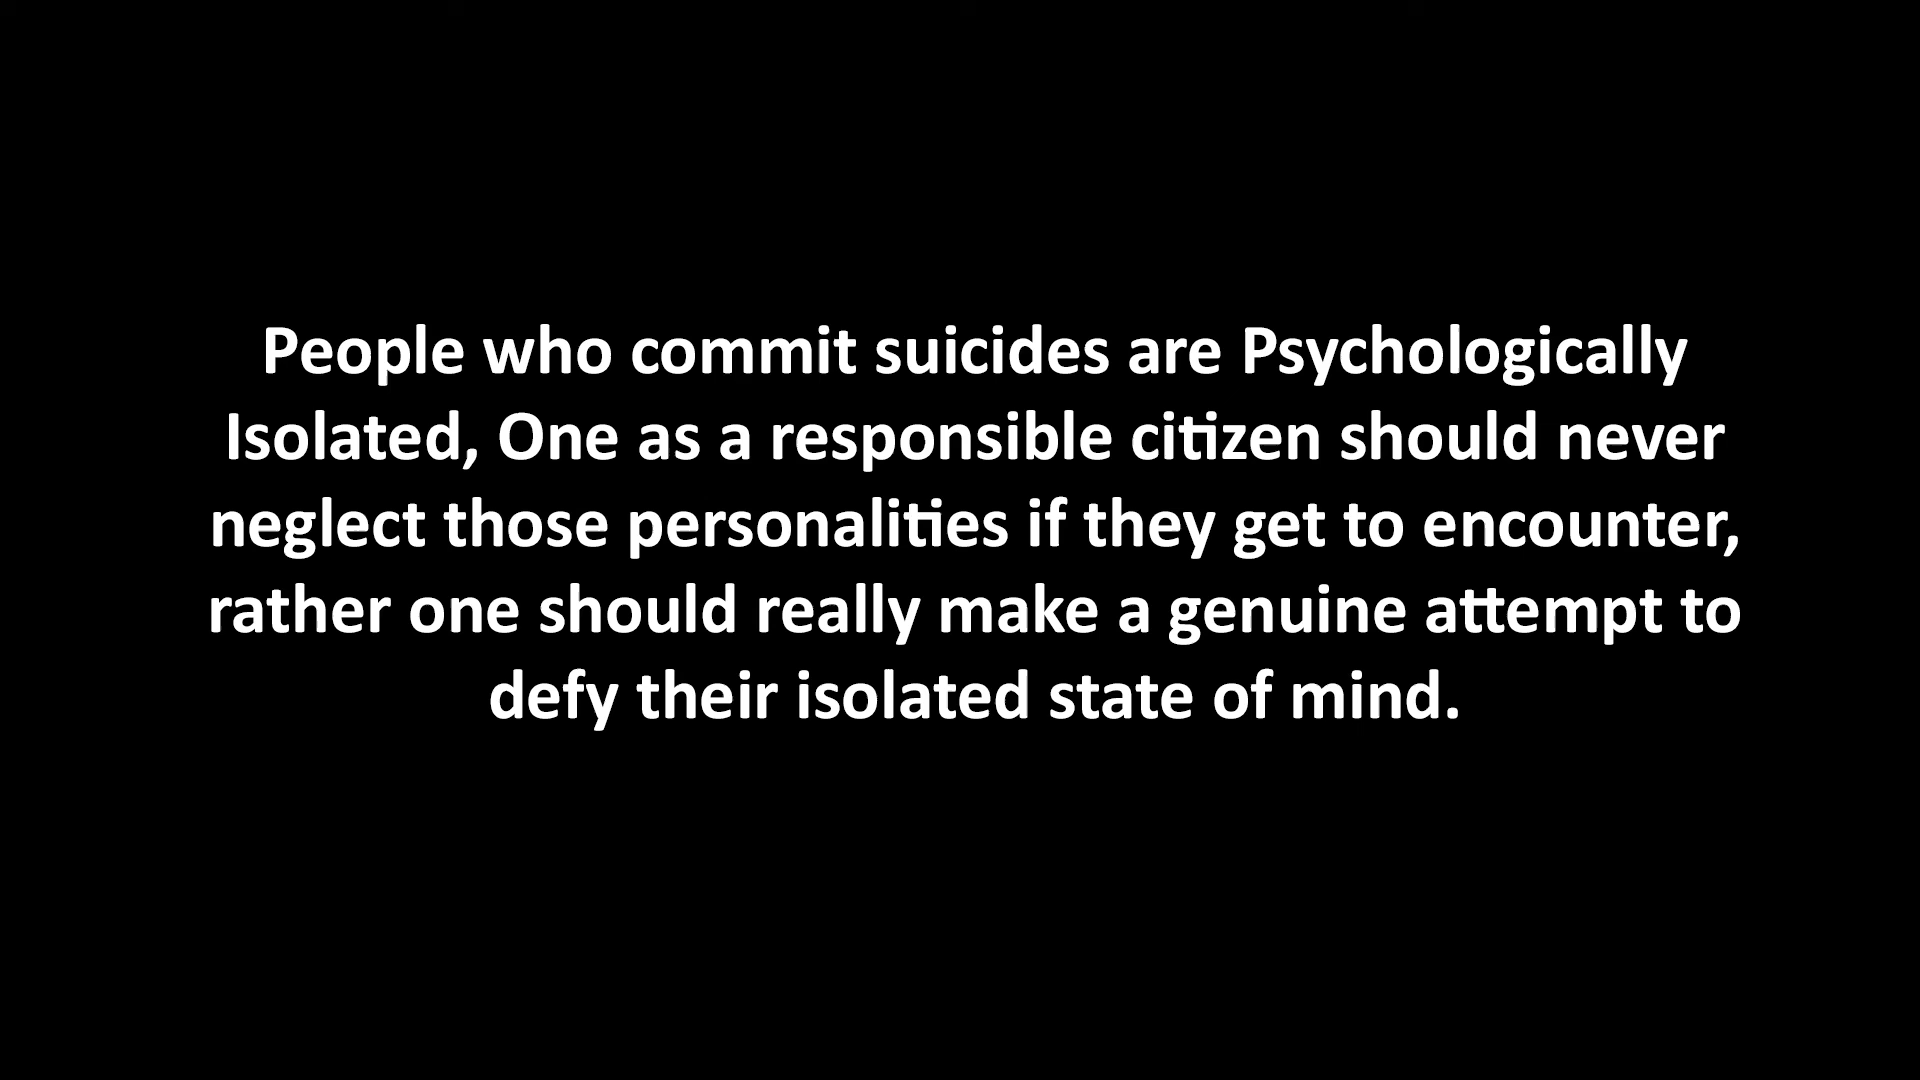 People who commit suicides are Psychologically
Isolated, One as a responsible citizen should never
neglect those personalities if they get to encounter,
rather one should really make a genuine attempt to
defy their isolated state of mind.